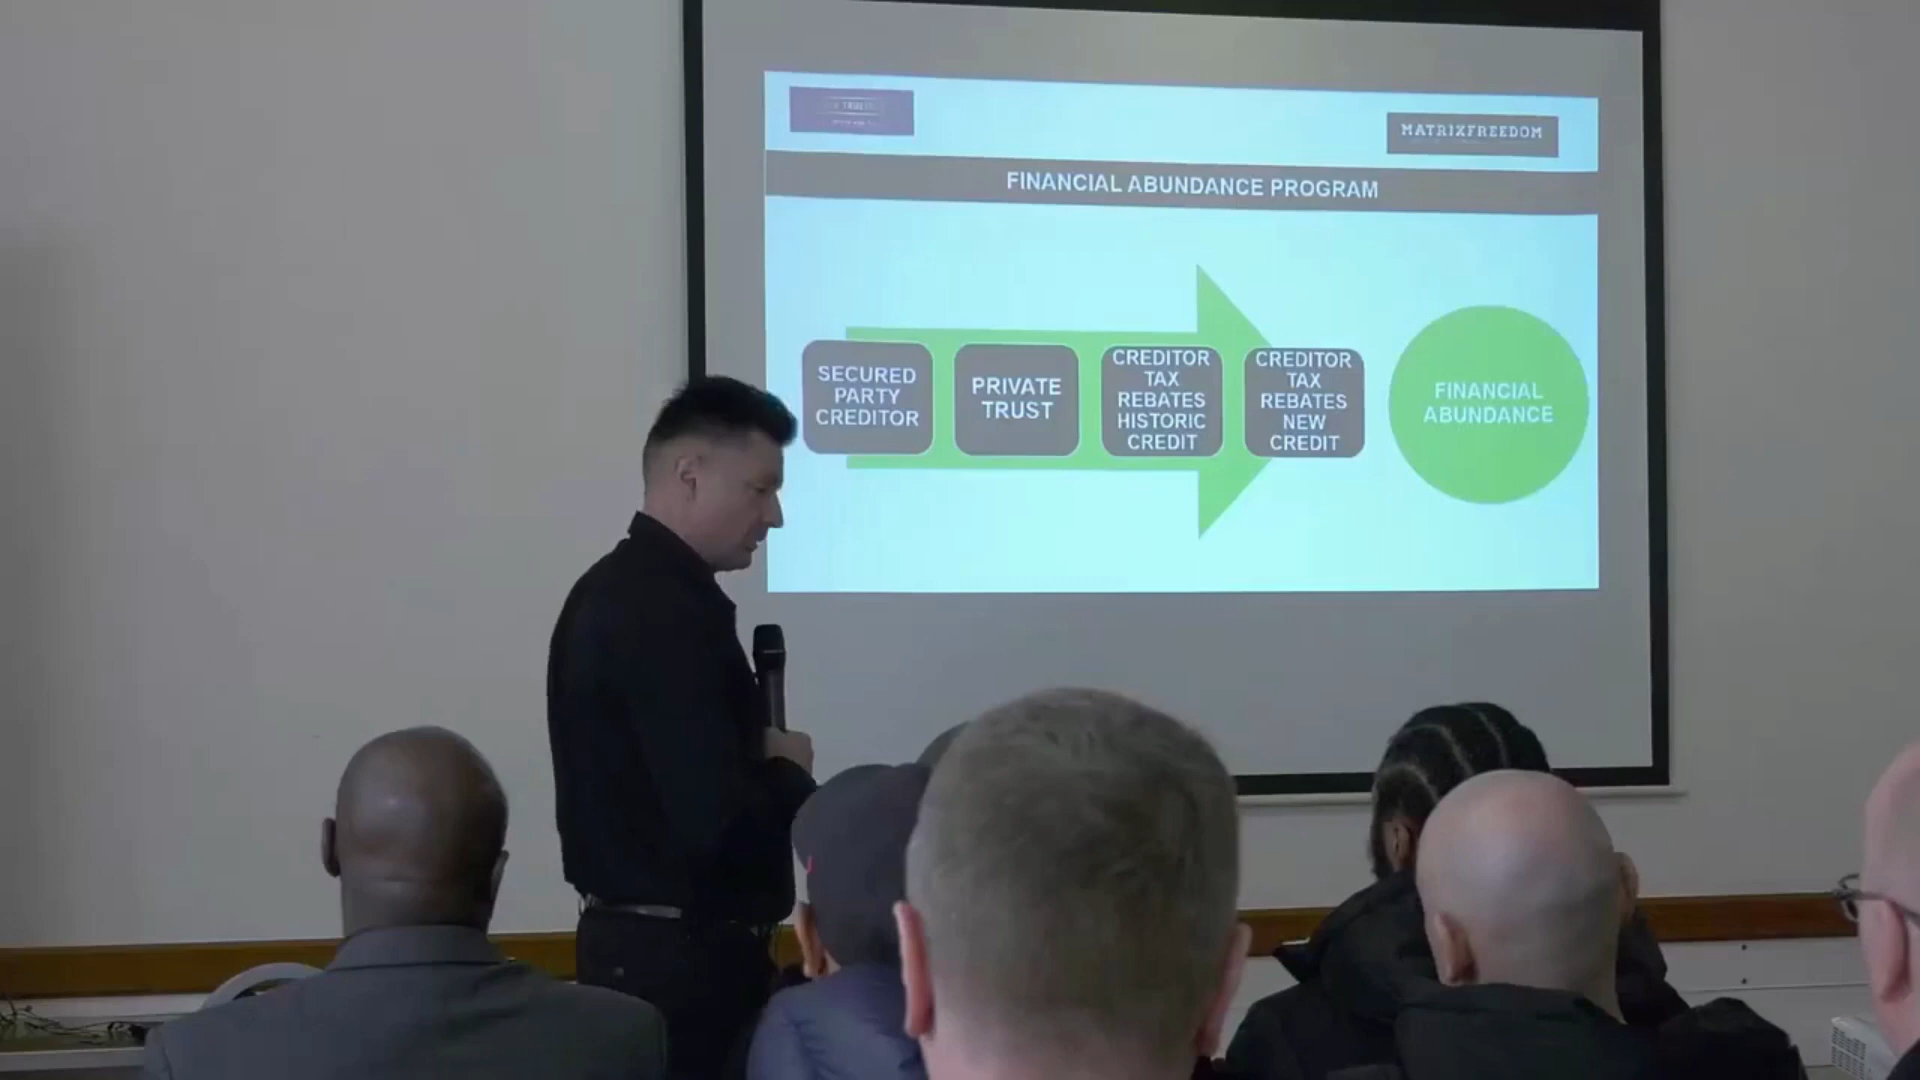 MATRIXFREEDOM
FINANCIAL ABUNDANCE PROGRAM
SECURED
PARTY
CREDITOR
PRIVATE
TRUST
CREDITOR
TAX
REBATES
HISTORIC
CREDIT
CREDITOR
TAX
REBATES
NEW
CREDIT
FINANCIAL
ABUNDANCE